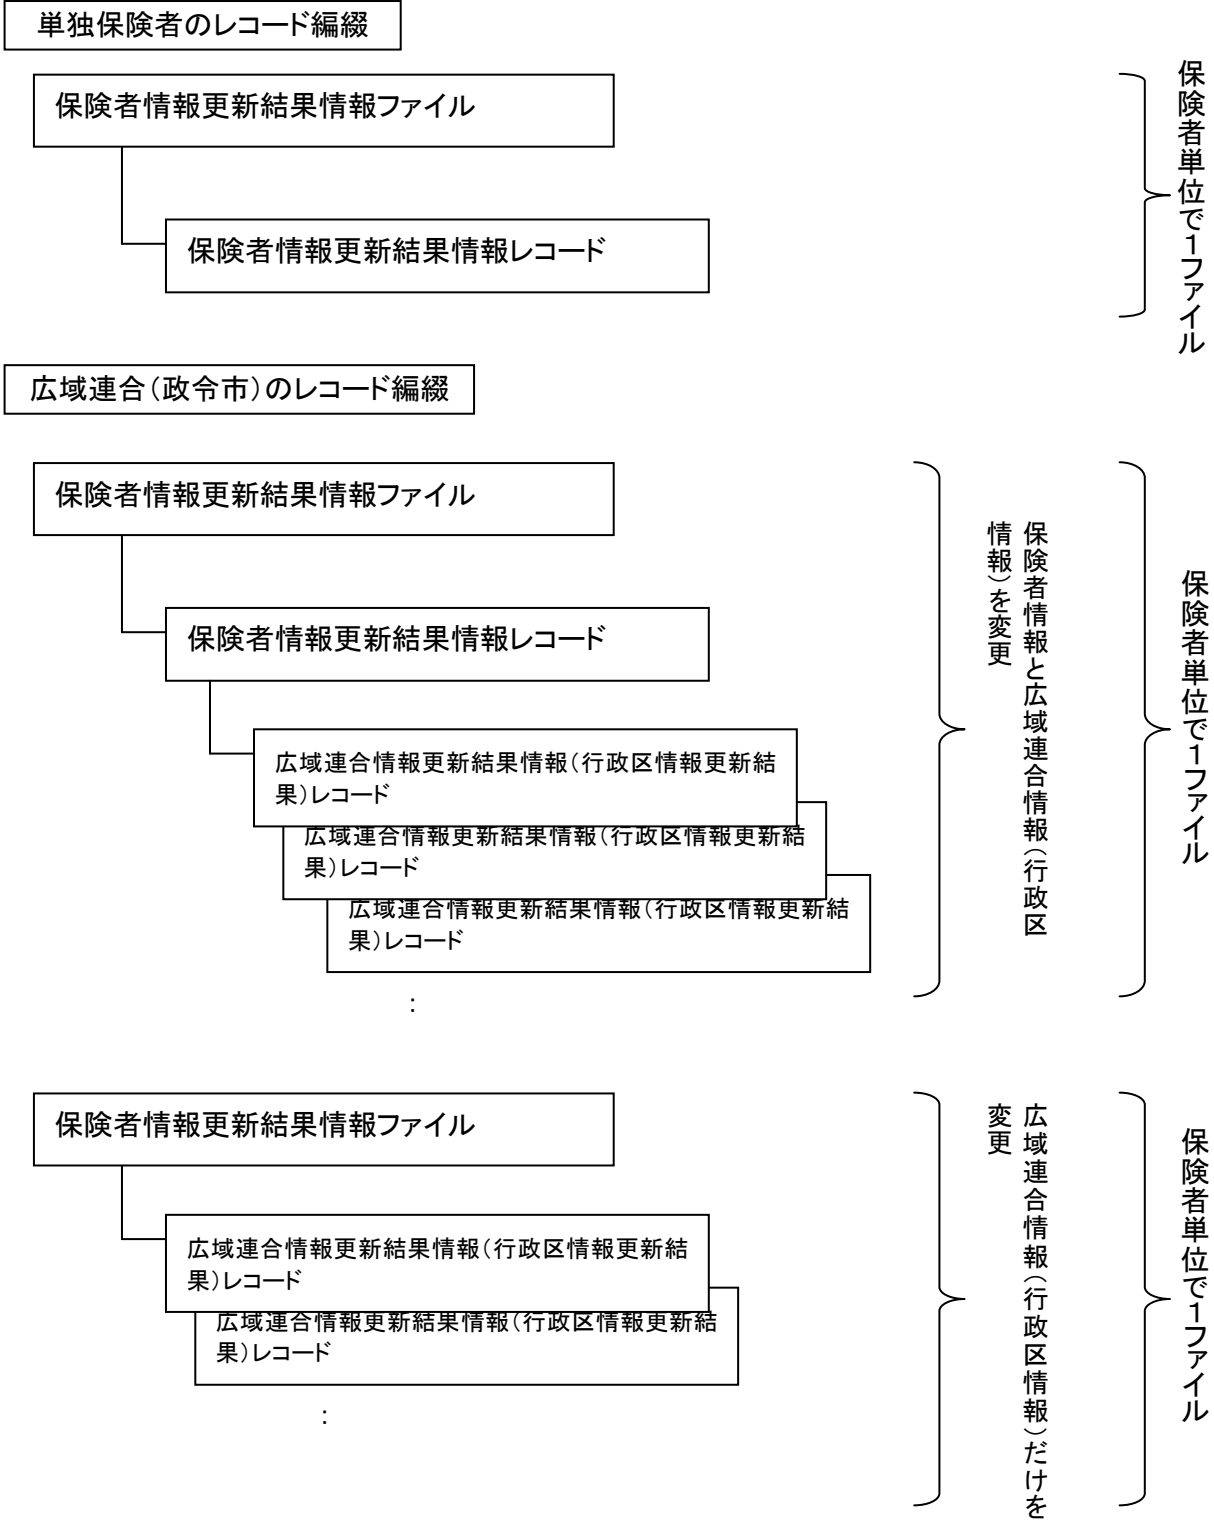 単独保険者のレコード編綴
保険者情報更新結果情報ファイル
保険者情報更新結果情報レコード
保険者単位で1ファイル
広域連合（政令市）のレコード編綴
保険者情報更新結果情報ファイル
保険者情報更新結果情報レコード
広域連合情報更新結果情報（行政区情報更新結
果）レコード
広域連合情報更新結果情報（行政区情報更新結
果）レコード
広域連合情報更新結果情報（行政区情報更新結
果）レコード
：
保険者情報と広域連合情報（行政区
情報）を変更
保険者単位で1ファイル
保険者情報更新結果情報ファイル
広域連合情報更新結果情報（行政区情報更新結
果）レコード
広域連合情報更新結果情報（行政区情報更新結
果）レコード
：
広域連合情報（行政区情報）だけを
変更
保険者単位で1ファイル